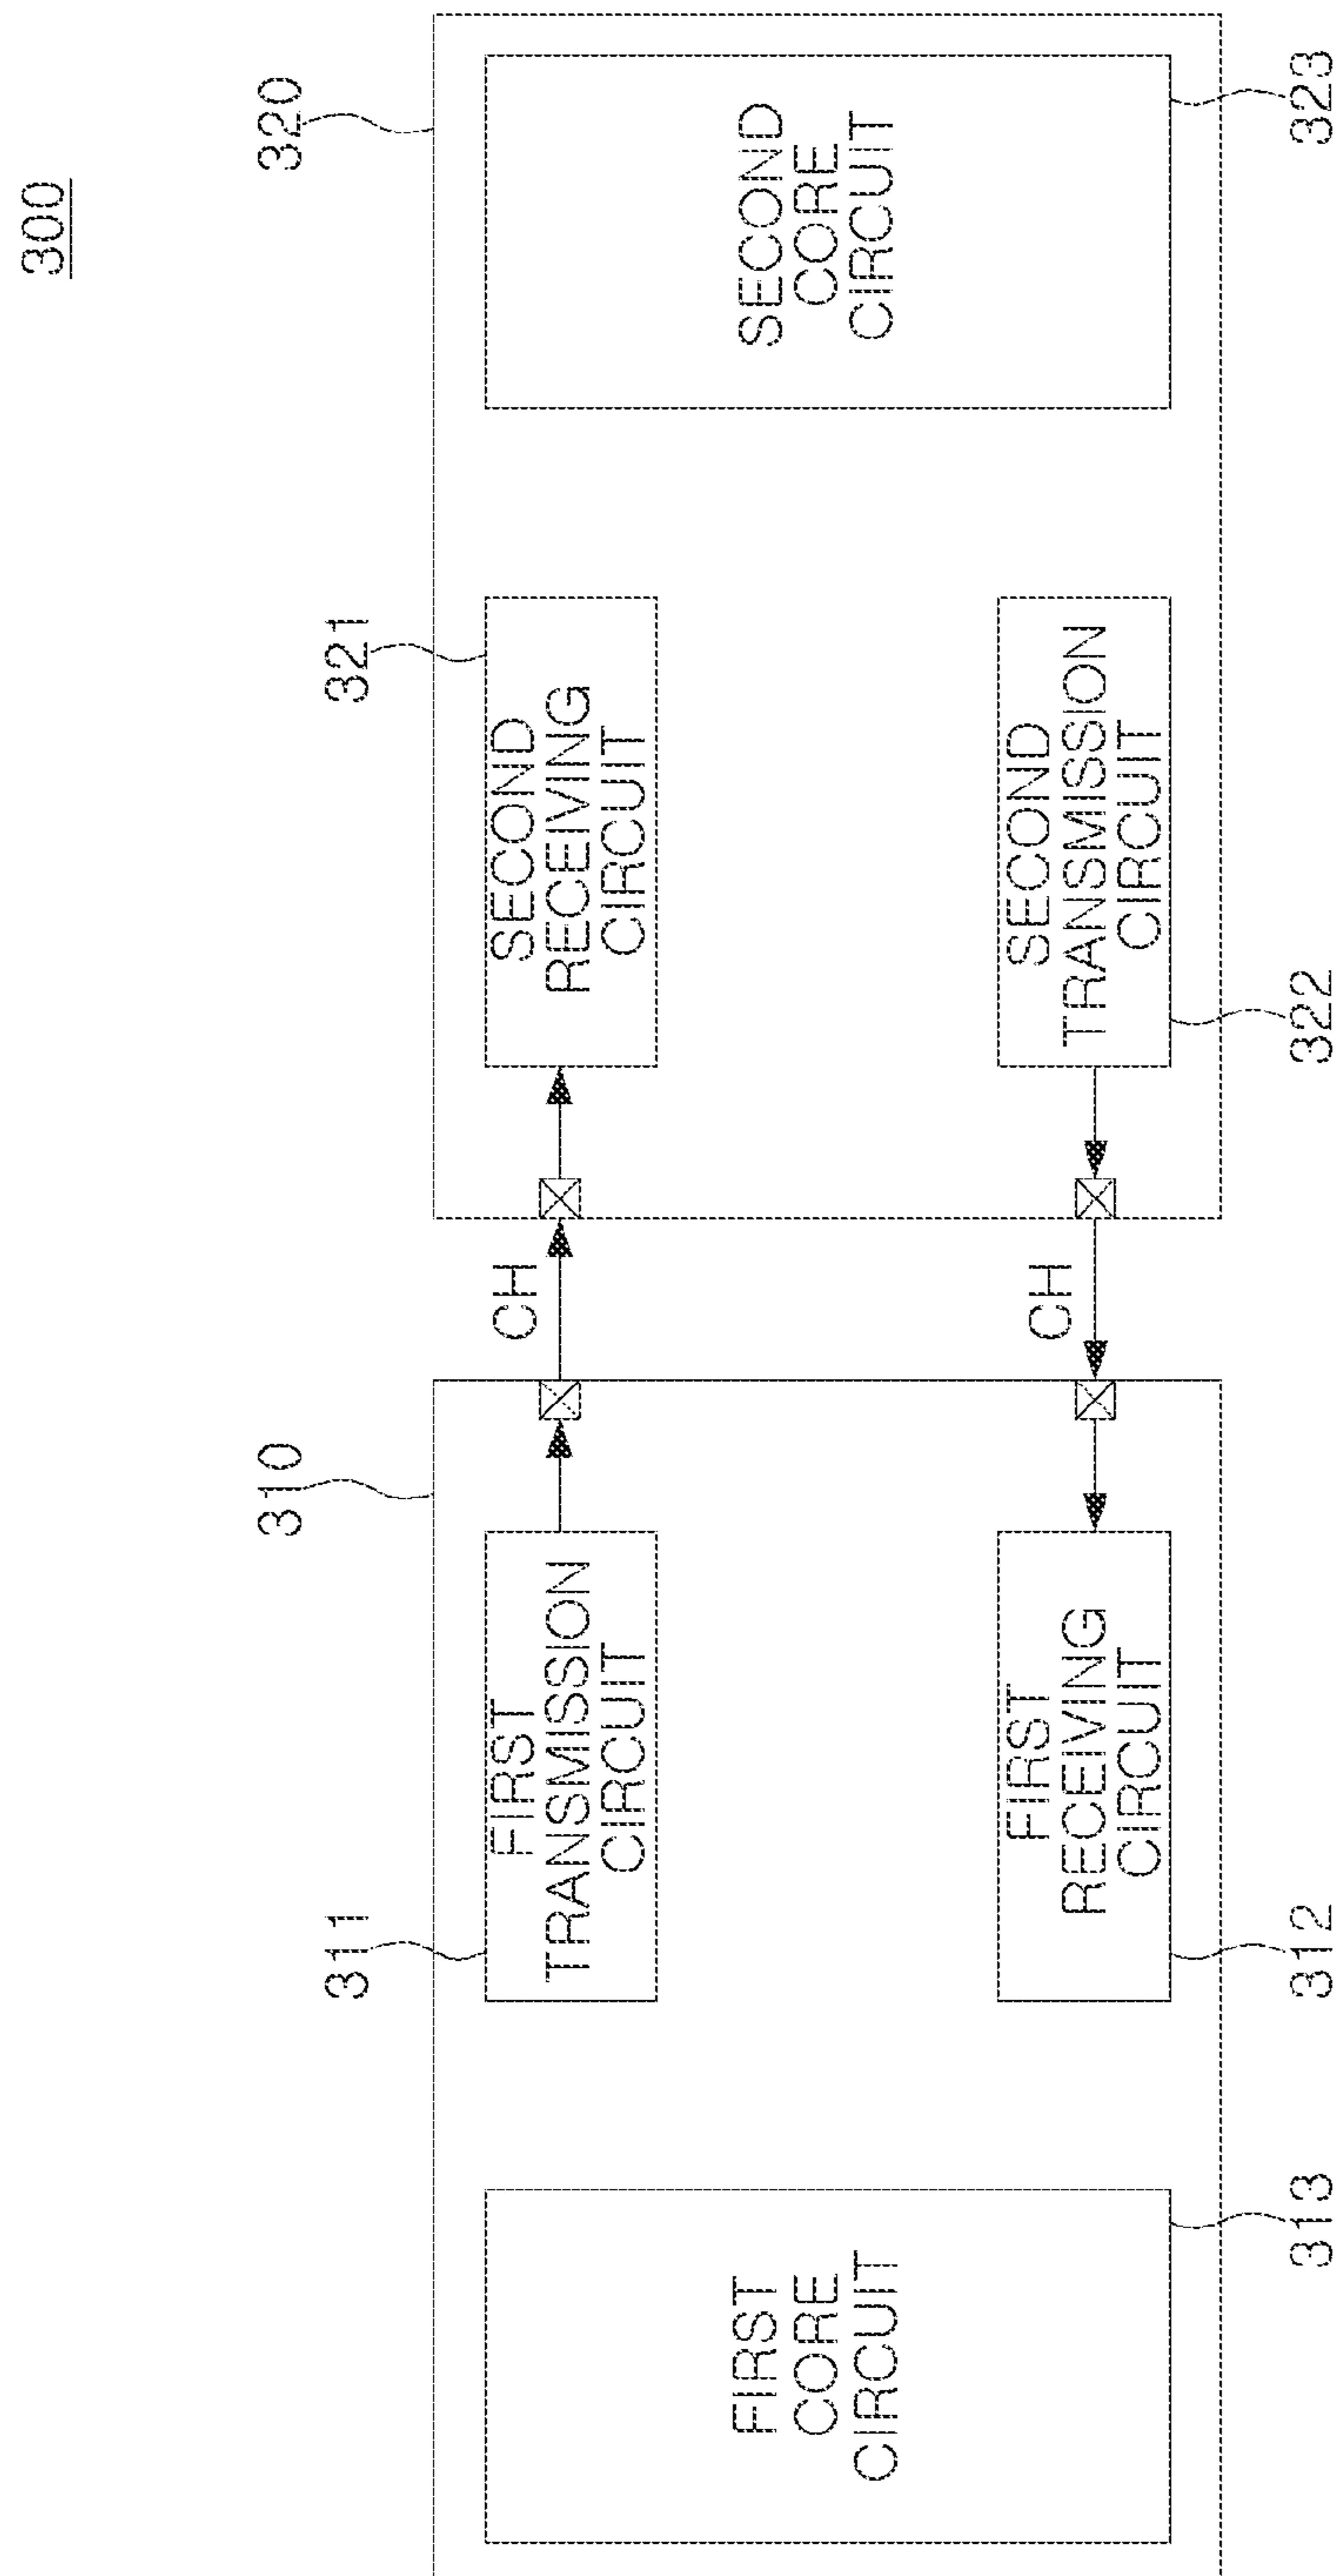 300
310
320
311
321
FIRST
TRANSMISSION
CIRCUIT
CH
SECOND
RECEIVING
CIRCUIT
FIRST
CORE
CIRCUIT
SECOND
CORE
CIRCUIT
FIRST
RECEIVING
CIRCUIT
CH
SECOND
TRANSMISSION
CIRCUIT
313
312
322
323